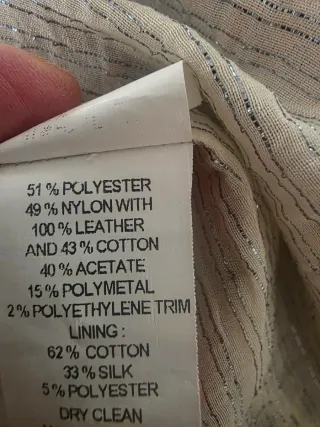 51 % POLYESTER
49 % NYLON WITH
100 % LEATHER
AND 43 % COTTON
40 % ACETATE
15 % POLYMETAL
2 % POLYETHYLENE TRIM
LINING :
62 % COTTON
33 % SILK
5 % POLYESTER
DRY CLEAN